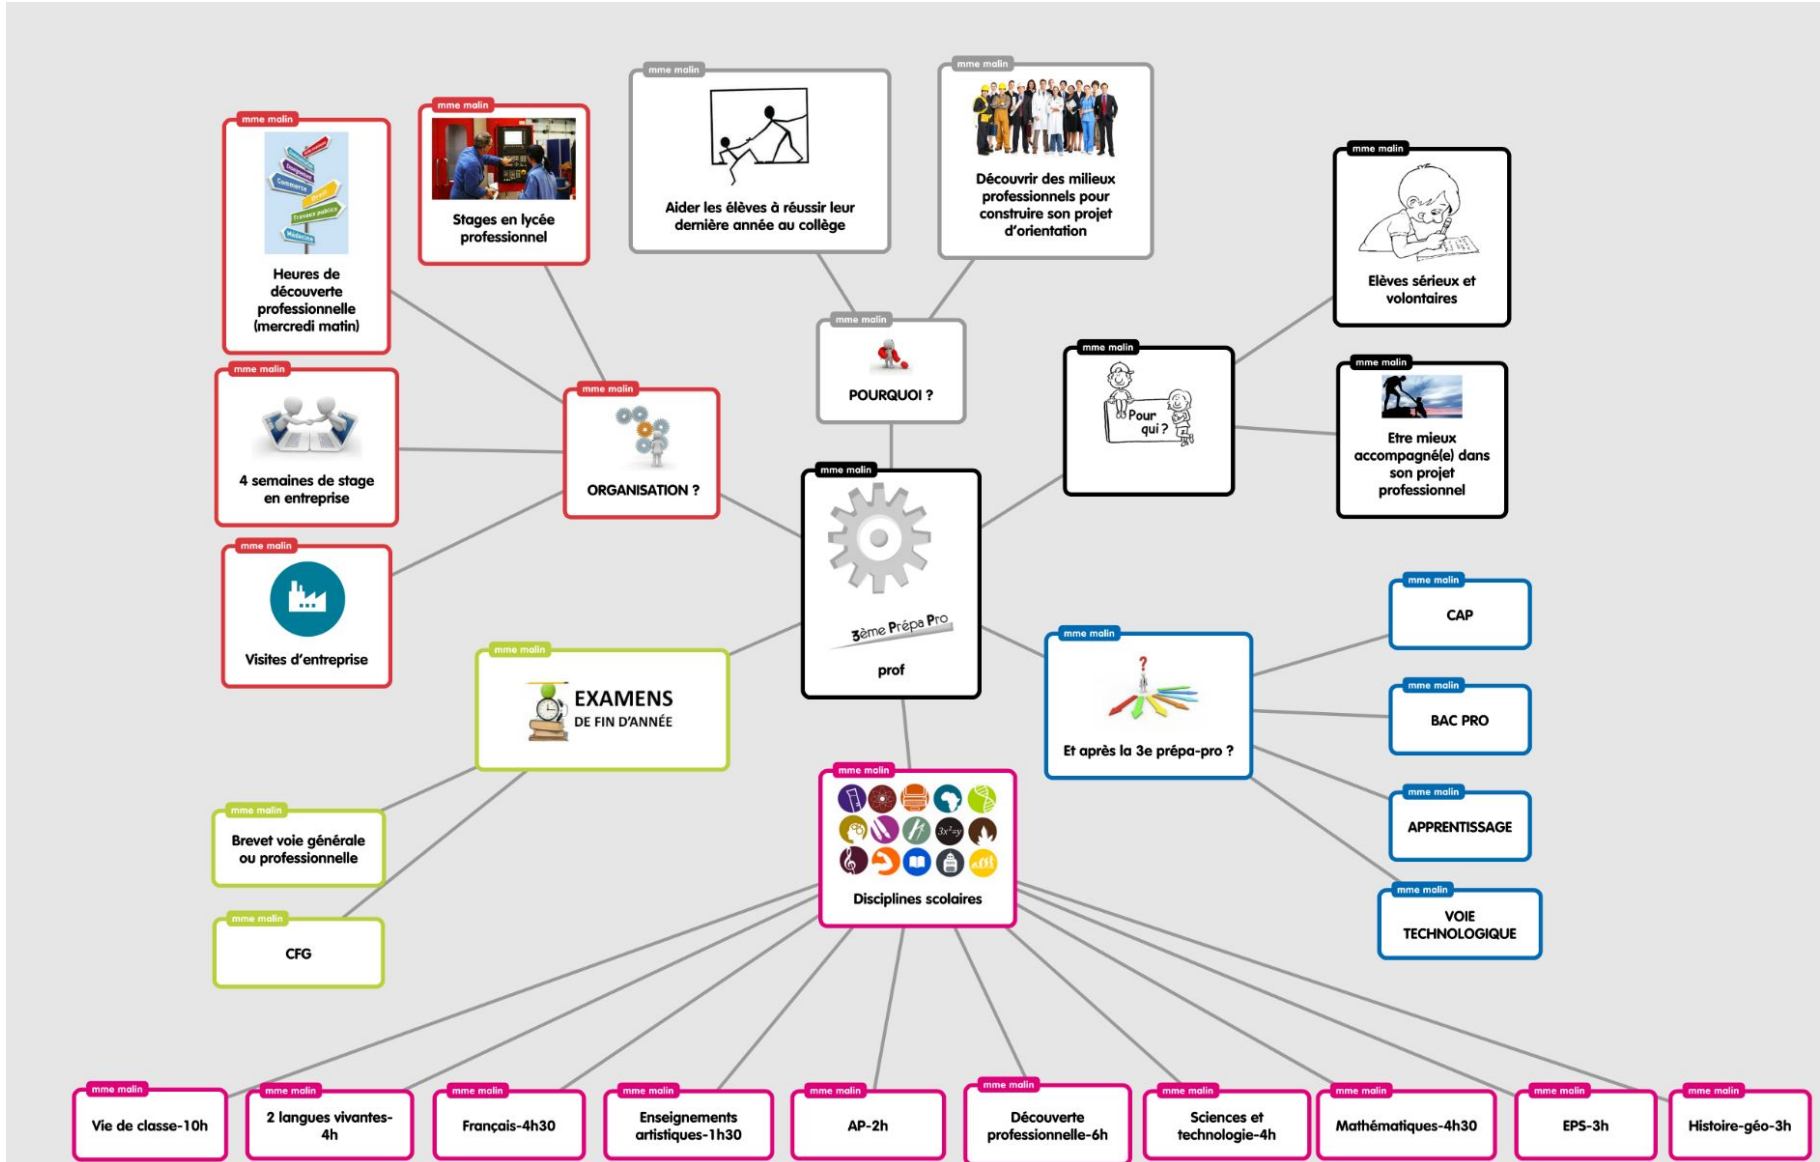 mme malin
Commerce
Travaux publics
Médecine
Heures de
découverte
professionnelle
(mercredi matin)
mme malin
Stages en lycée
professionnel
mme malin
Aider les élèves à réussir leur
dernière année au collège
mme malin
Découvrir des milieux
professionnels pour
construire son projet
d'orientation
mme malin
Elèves sérieux et
volontaires
mme malin
4 semaines de stage
en entreprise
mme malin
ORGANISATION ?
mme malin
POURQUOI ?
mme malin
Pour
qui ?
mme malin
Etre mieux
accompagné(e) dans
son projet
professionnel
mme malin
Visites d'entreprise
mme malin
3ème Prépa Pro
prof
mme malin
EXAMENS
DE FIN D'ANNÉE
mme malin
?
Et après la 3e prépa-pro ?
mme malin
CAP
mme malin
BAC PRO
mme malin
APPRENTISSAGE
mme malin
VOIE
TECHNOLOGIQUE
mme malin
Brevet voie générale
ou professionnelle
mme malin
CFG
mme malin
3x²=y
Disciplines scolaires
mme malin
Vie de classe-10h
mme malin
2 langues vivantes-
4h
mme malin
Français-4h30
mme malin
Enseignements
artistiques-1h30
mme malin
AP-2h
mme malin
Découverte
professionnelle-6h
mme malin
Sciences et
technologie-4h
mme malin
Mathématiques-4h30
mme malin
EPS-3h
mme malin
Histoire-géo-3h